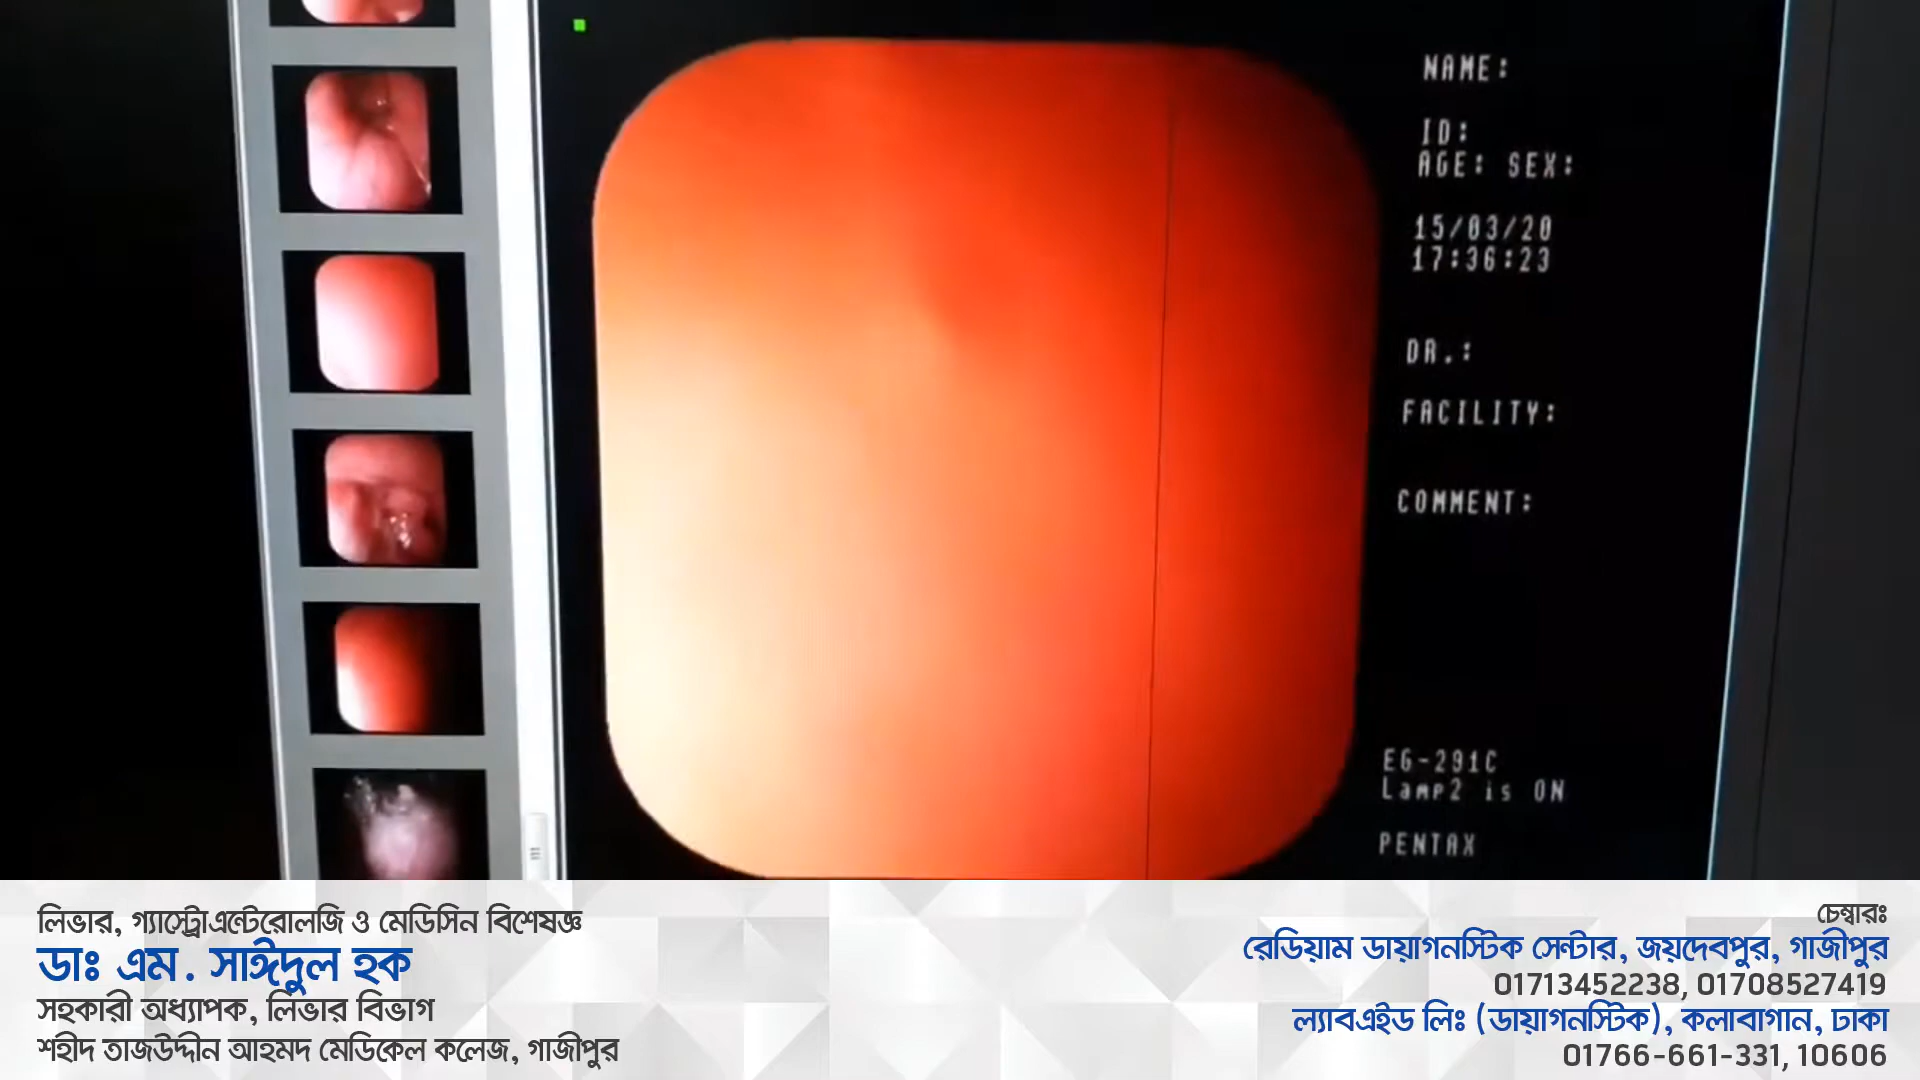 NAME:
ID:
AGE: SEX:
15/03/20
17:36:23
DR.:
FACILITY:
COMMENT:
EG-291C
Lamp2 is ON
PENTAX
লিভার, গ্যাস্ট্রোএন্টেরোলজি ও মেডিসিন বিশেষজ্ঞ
ডাঃ এম. সাঈদুল হক
সহকারী অধ্যাপক, লিভার বিভাগ
শহীদ তাজউদ্দীন আহমদ মেডিকেল কলেজ, গাজীপুর
চেম্বারঃ
রেডিয়াম ডায়াগনস্টিক সেন্টার, জয়দেবপুর, গাজীপুর
01713452238, 01708527419
ল্যাবএইড লিঃ (ডায়াগনস্টিক), কলাবাগান, ঢাকা
01766-661-331, 10606